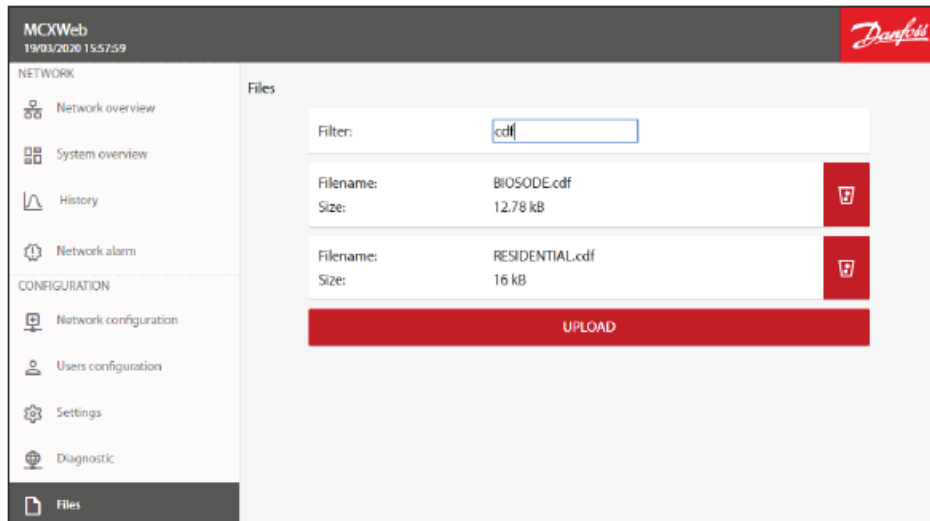 MCXWeb
19/03/2020 15:57:59
Danfoss
NETWORK
Network overview
System overview
History
Network alarm
CONFIGURATION
Network configuration
Users configuration
Settings
Diagnostic
Files
Files
Filter: cdf
Filename: BIOSODE.cdf
Size: 12.78 kB
Filename: RESIDENTIAL.cdf
Size: 16 kB
UPLOAD